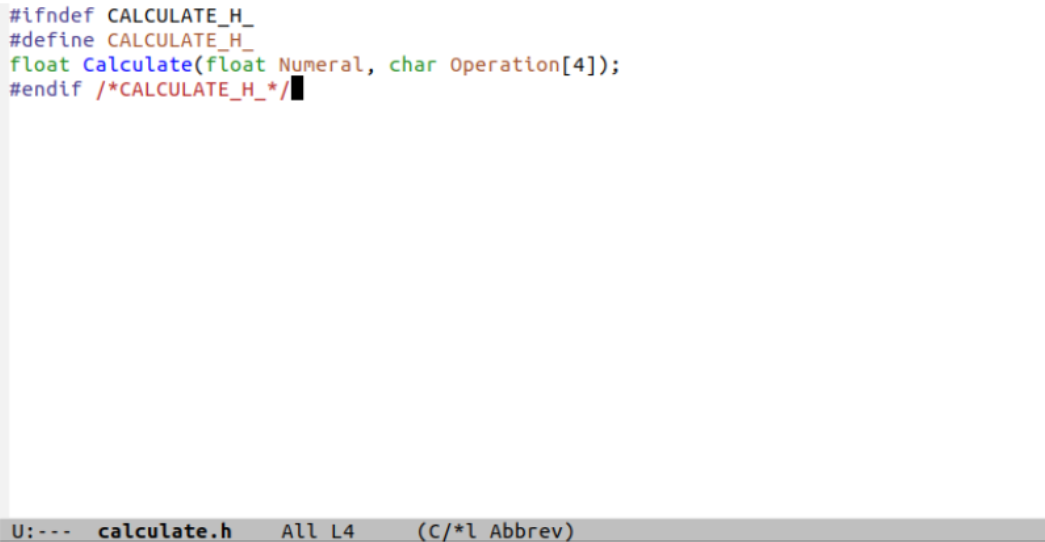 #ifndef CALCULATE_H_
#define CALCULATE_H_
float Calculate(float Numeral, char Operation[4]);
#endif /*CALCULATE_H_*/
U:--- calculate.h All L4 (C/*l Abbrev)